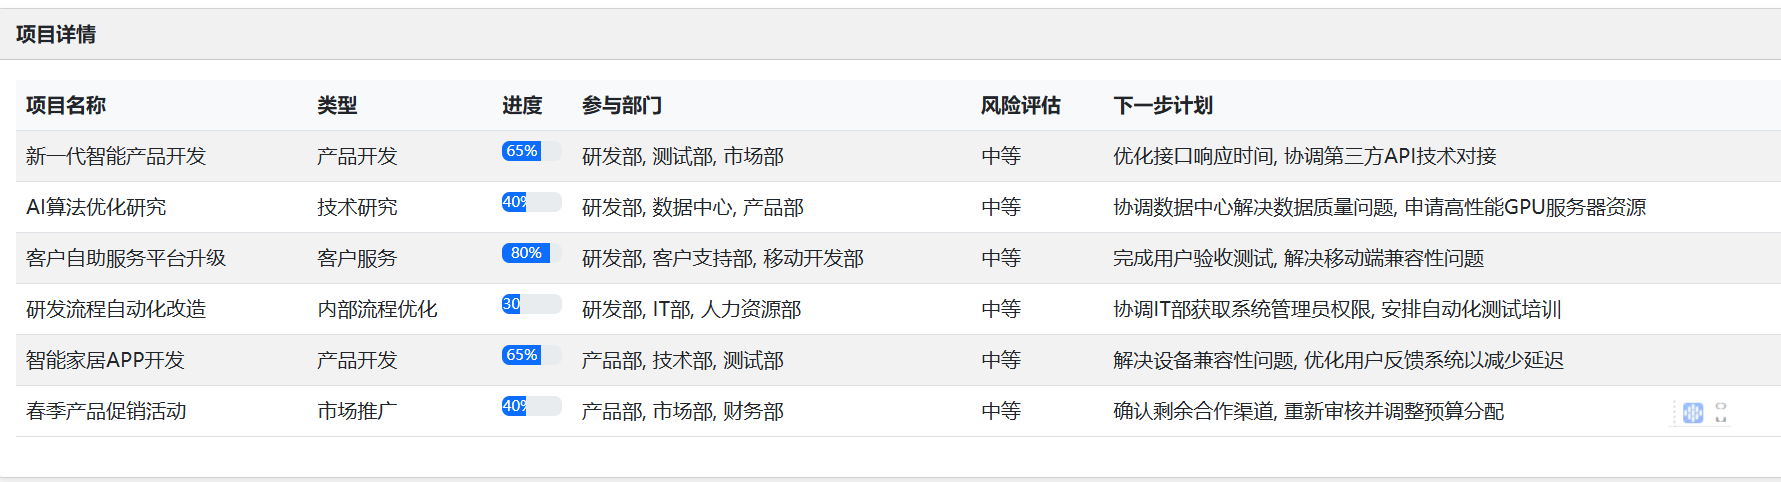 项目详情
项目名称 类型 进度 参与部门 风险评估 下一步计划
新一代智能产品开发 产品开发 65% 研发部, 测试部, 市场部 中等 优化接口响应时间, 协调第三方API技术对接
AI算法优化研究 技术研究 40% 研发部, 数据中心, 产品部 中等 协调数据中心解决数据质量问题, 申请高性能GPU服务器资源
客户自助服务平台升级 客户服务 80% 研发部, 客户支持部, 移动开发部 中等 完成用户验收测试, 解决移动端兼容性问题
研发流程自动化改造 内部流程优化 30 研发部, IT部, 人力资源部 中等 协调IT部获取系统管理员权限, 安排自动化测试培训
智能家居APP开发 产品开发 65% 产品部, 技术部, 测试部 中等 解决设备兼容性问题, 优化用户反馈系统以减少延迟
春季产品促销活动 市场推广 40% 产品部, 市场部, 财务部 中等 确认剩余合作渠道, 重新审核并调整预算分配